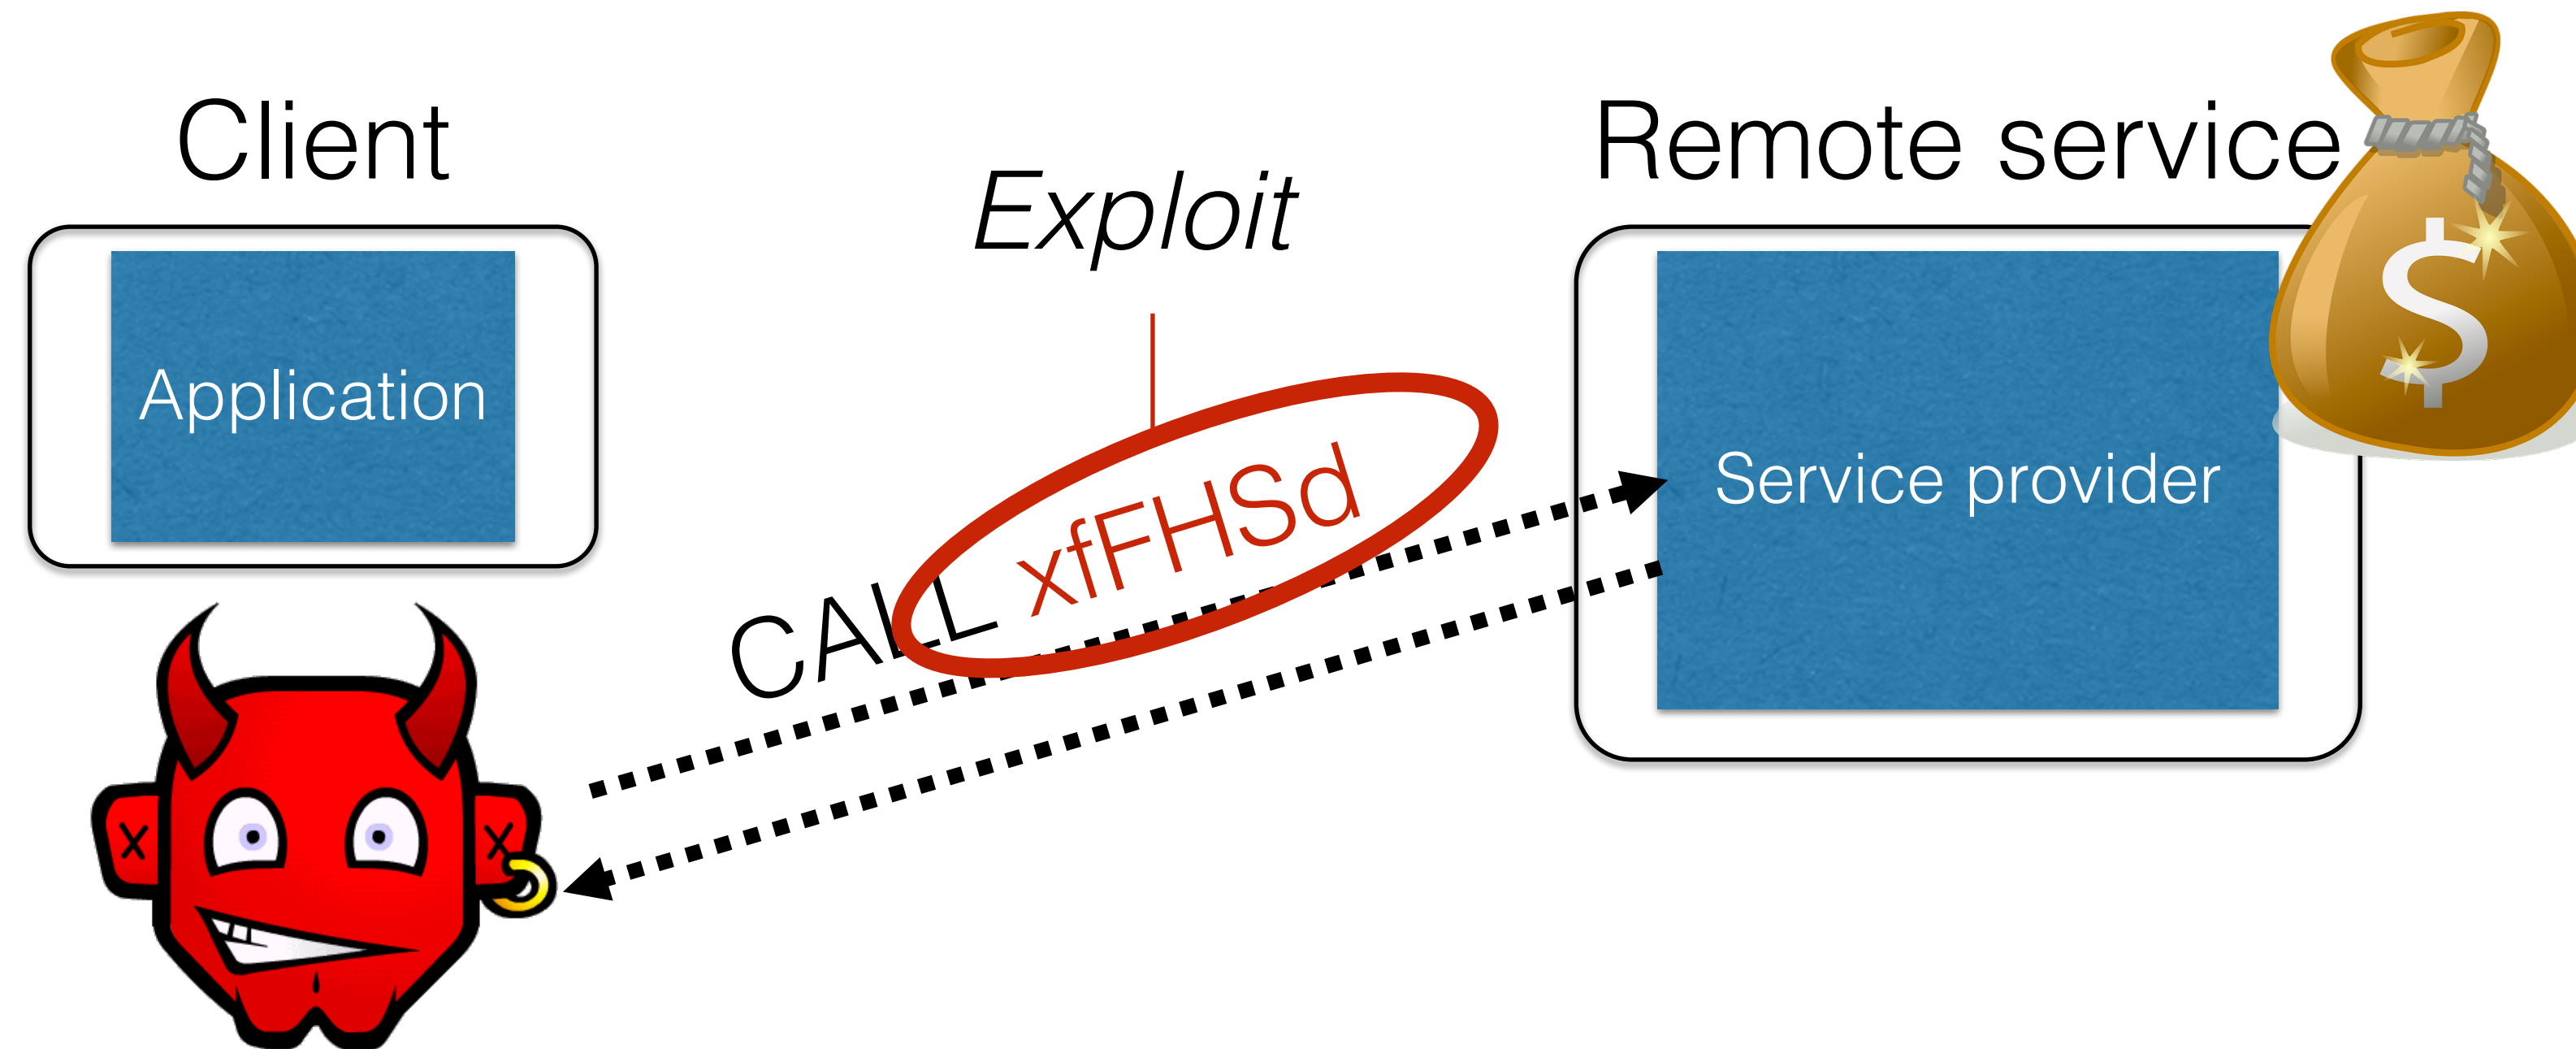 Client
Remote service
Exploit
Application
Service provider
CALL xfFHSd
$
X X